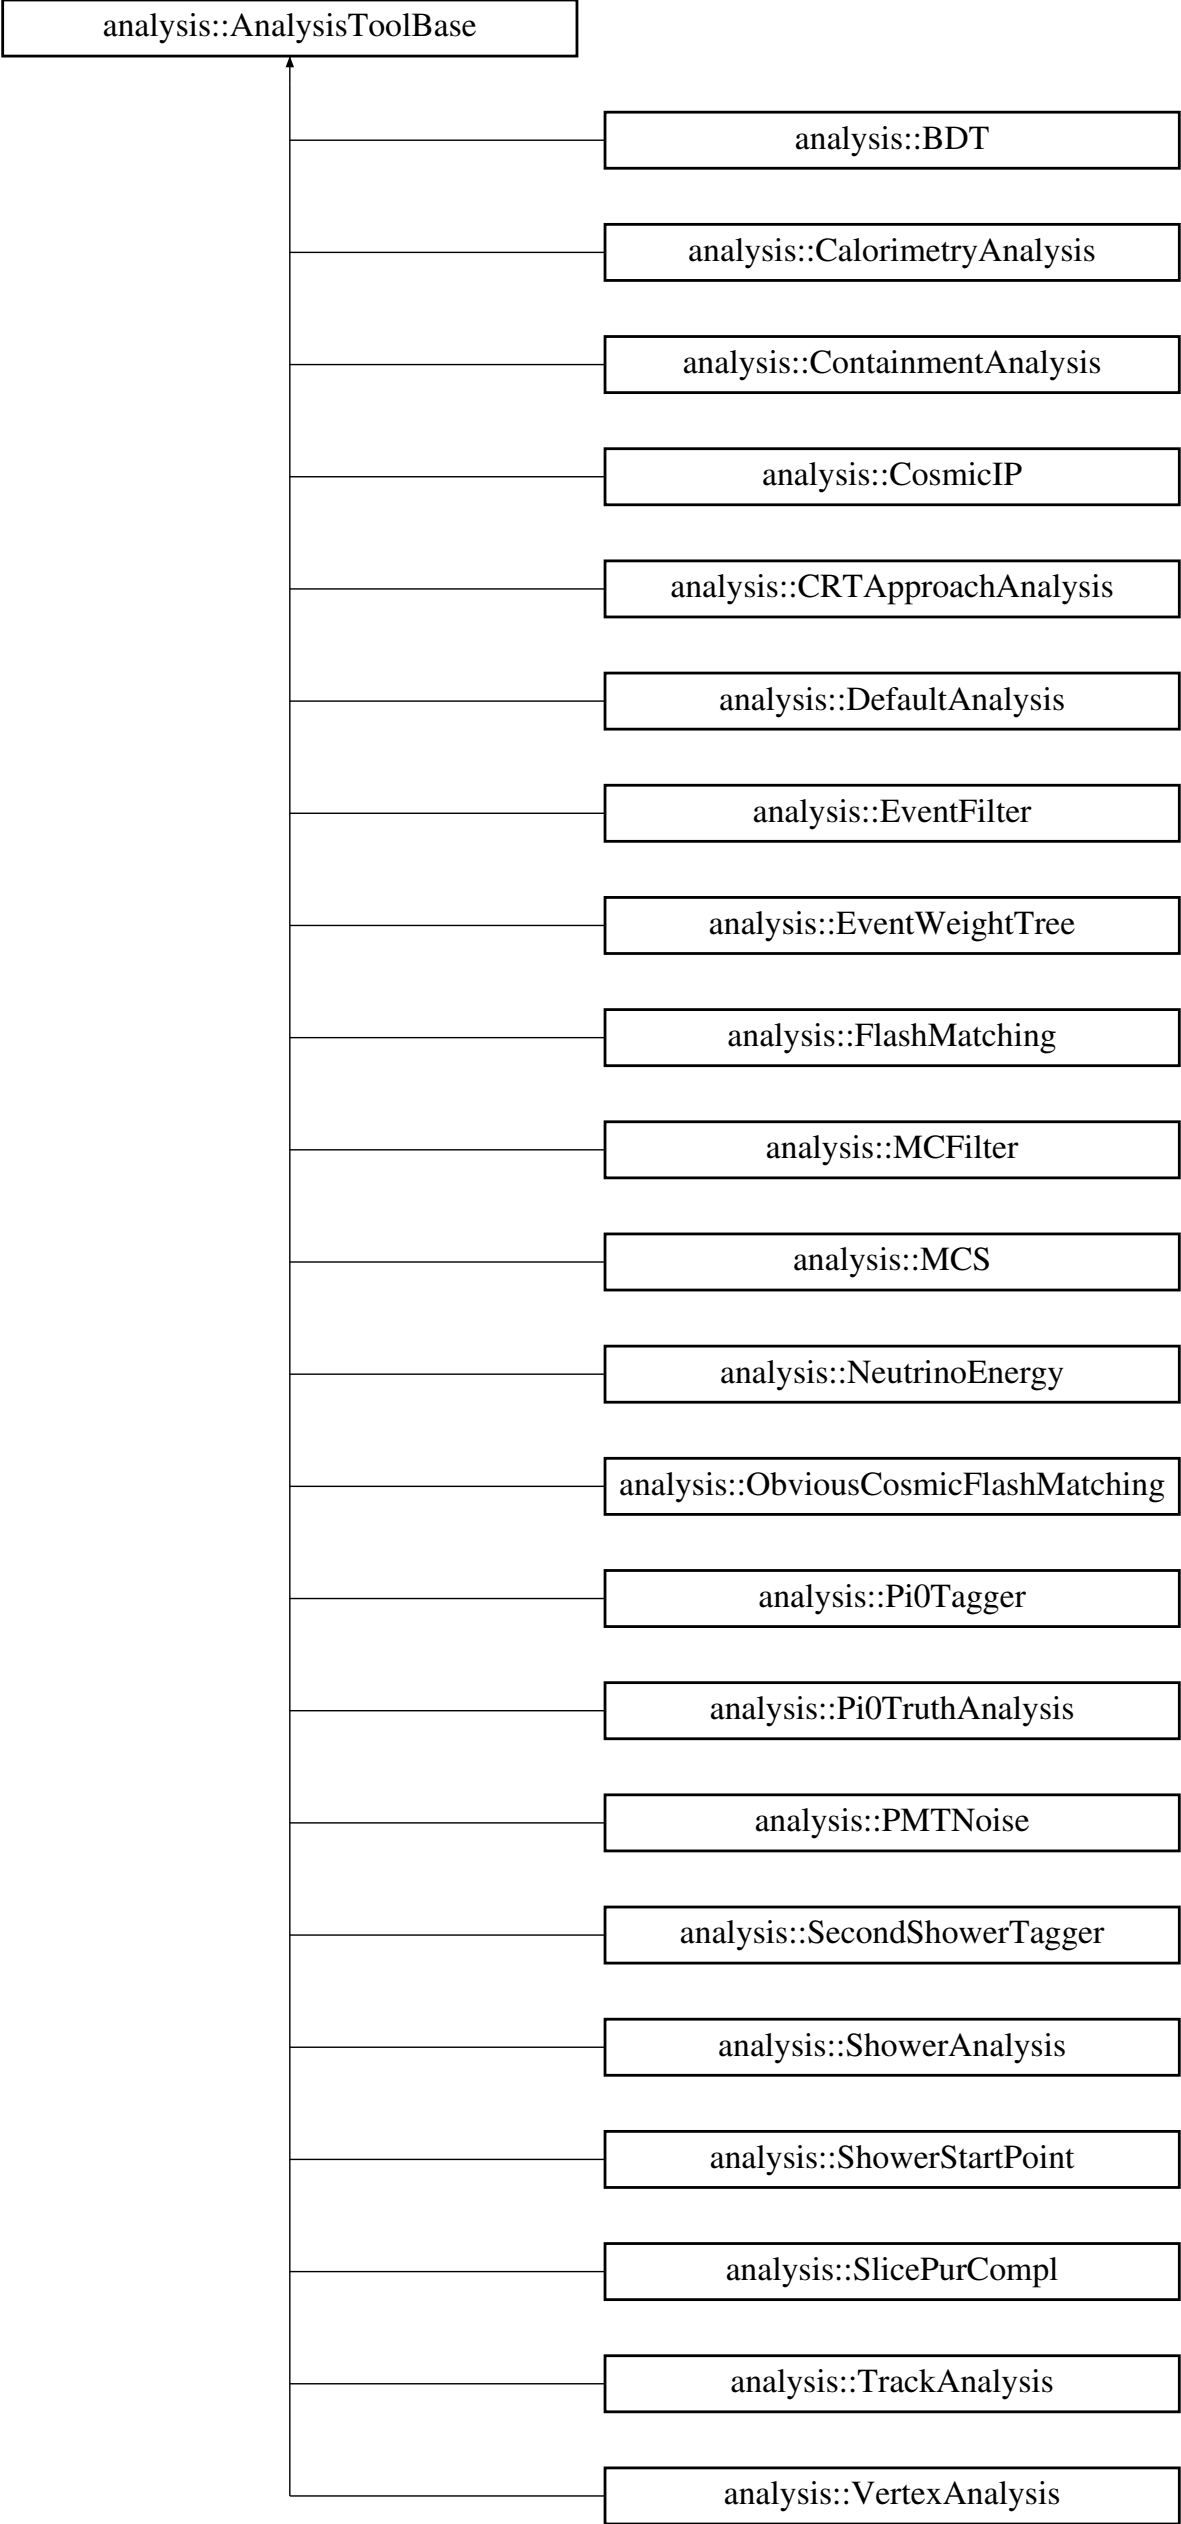 analysis::AnalysisToolBase
analysis::BDT
analysis::CalorimetryAnalysis
analysis::ContainmentAnalysis
analysis::CosmicIP
analysis::CRTApproachAnalysis
analysis::DefaultAnalysis
analysis::EventFilter
analysis::EventWeightTree
analysis::FlashMatching
analysis::MCFilter
analysis::MCS
analysis::NeutrinoEnergy
analysis::ObviousCosmicFlashMatching
analysis::Pi0Tagger
analysis::Pi0TruthAnalysis
analysis::PMTNoise
analysis::SecondShowerTagger
analysis::ShowerAnalysis
analysis::ShowerStartPoint
analysis::SlicePurCompl
analysis::TrackAnalysis
analysis::VertexAnalysis